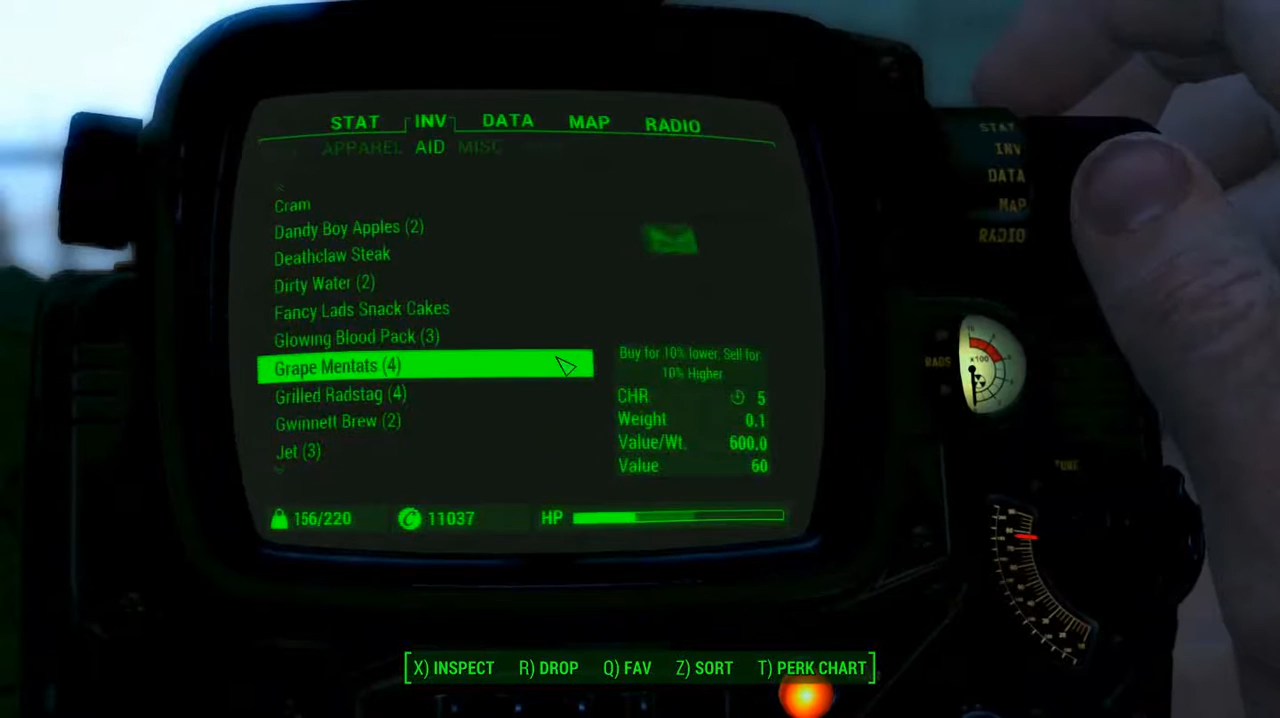 STAT INV DATA MAP RADIO
APPAREL AID MISC
Cram
Dandy Boy Apples (2)
Deathclaw Steak
Dirty Water (2)
Fancy Lads Snack Cakes
Glowing Blood Pack (3)
Grape Mentats (4)
Grilled Radstag (4)
Gwinnett Brew (2)
Jet (3)
Buy for 10% lower, Sell for
10% Higher
CHR 5
Weight 0.1
Value/Wt. 600.0
Value 60
156/220 11037 HP
STAT
INV
DATA
MAP
RADIO
RADS
x100
TUNE
X) INSPECT R) DROP Q) FAV Z) SORT T) PERK CHART